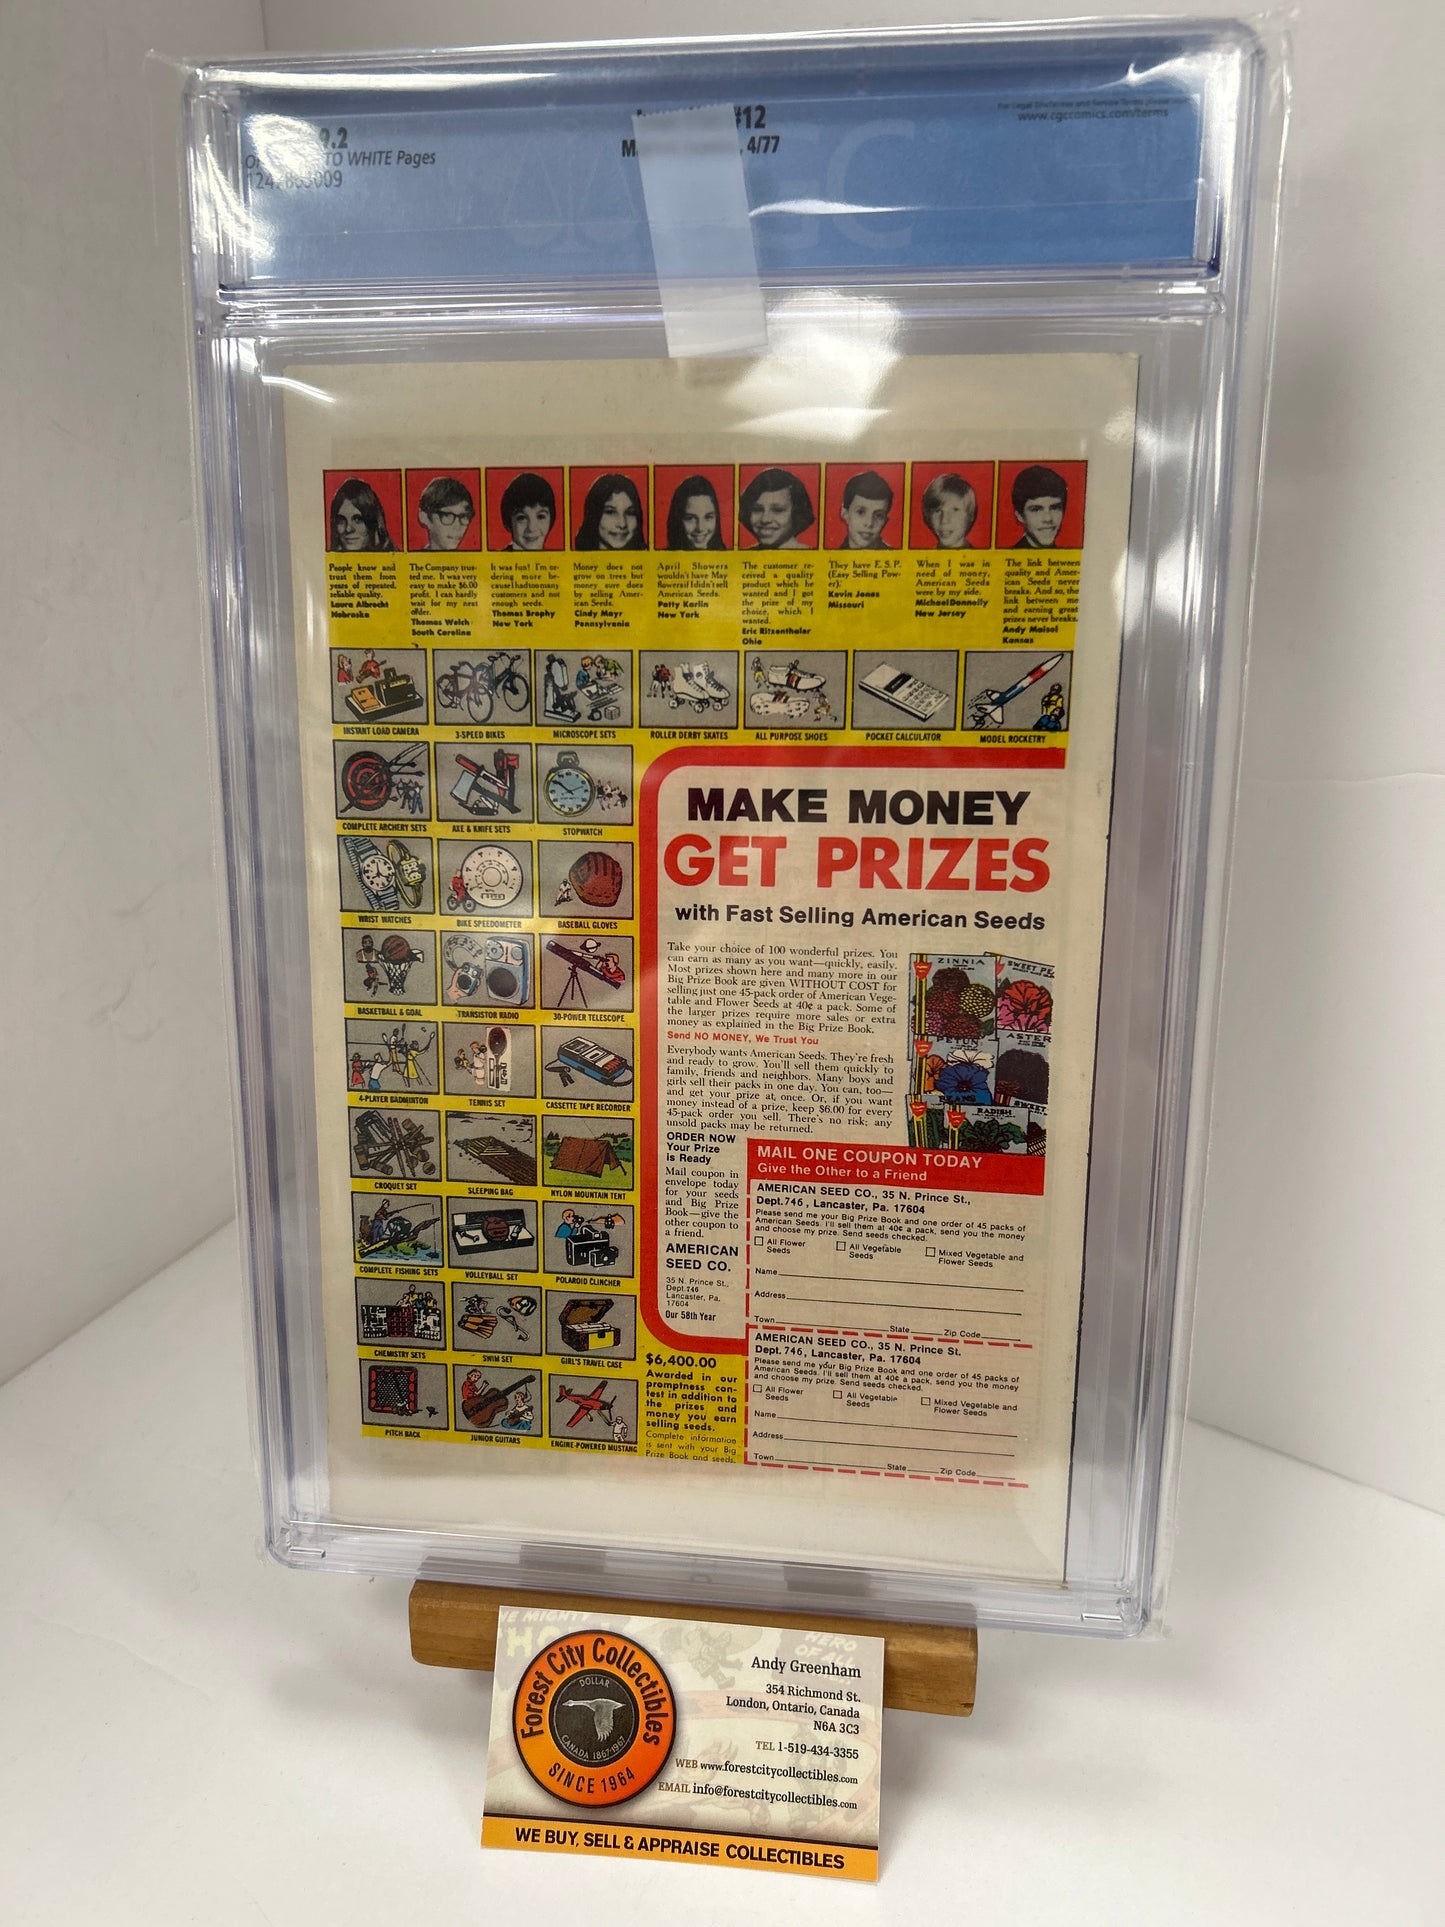 9.2
#12
TO WHITE Pages
4/77
www.cgccomics.com/terms
CGC
People know and
trust them from
years of repeated,
reliable quality.
Laura Albrecht
Nebraska
The Company trus-
ted me. It was very
easy to make $6.00
profit. I can hardly
wait for my next
order.
Thomas Welch
South Carolina
It was fun! I'm or-
dering more be-
cause I had too many
customers and not
enough seeds.
Thomas Brophy
New York
Money does not
grow on trees but
money sure does
by selling Amer-
ican Seeds.
Cindy Mayr
Pennsylvania
April Showers
wouldn't have May
flowers if I didn't sell
American Seeds.
Patty Karlin
New York
The customer re-
ceived a quality
product which he
wanted and I got
the prize of my
choice, which I
wanted.
Eric Ritzenthaler
Ohio
They have E.S.P.
(Easy Selling Pow-
er).
Kevin Jones
Missouri
When I was in
need of money,
American Seeds
were by my side.
Michael Donnelly
New Jersey
The link between
quality and Amer-
ican Seeds never
breaks. And so, the
link between me
and earning great
prizes never breaks.
Andy Maisel
Kansas
INSTANT LOAD CAMERA
3-SPEED BIKES
MICROSCOPE SETS
ROLLER DERBY SKATES
ALL PURPOSE SHOES
POCKET CALCULATOR
MODEL ROCKETRY
COMPLETE ARCHERY SETS
AXE & KNIFE SETS
STOPWATCH
WRIST WATCHES
BIKE SPEEDOMETER
BASEBALL GLOVES
BASKETBALL & GOAL
TRANSISTOR RADIO
30-POWER TELESCOPE
4-PLAYER BADMINTON
TENNIS SET
CASSETTE TAPE RECORDER
CROQUET SET
SLEEPING BAG
NYLON MOUNTAIN TENT
COMPLETE FISHING SETS
VOLLEYBALL SET
POLAROID CLINCHER
CHEMISTRY SETS
SWIM SET
GIRL'S TRAVEL CASE
PITCH BACK
JUNIOR GUITARS
ENGINE-POWERED MUSTANG
MAKE MONEY
GET PRIZES
with Fast Selling American Seeds
Take your choice of 100 wonderful prizes. You
can earn as many as you want—quickly, easily.
Most prizes shown here and many more in our
Big Prize Book are given WITHOUT COST for
selling just one 45-pack order of American Vege-
table and Flower Seeds at 40¢ a pack. Some of
the larger prizes require more sales or extra
money as explained in the Big Prize Book.
Send NO MONEY, We Trust You
Everybody wants American Seeds. They're fresh
and ready to grow. You'll sell them quickly to
family, friends and neighbors. Many boys and
girls sell their packs in one day. You can, too—
and get your prize at once. Or, if you want
money instead of a prize, keep $6.00 for every
45-pack order you sell. There's no risk; any
unsold packs may be returned.
ZINNIA
SWEET PE
PETUN
ASTER
BEANS
SWEET
RADISH
ORDER NOW
Your Prize
is Ready
Mail coupon in
envelope today
for your seeds
and Big Prize
Book—give the
other coupon to
a friend.
AMERICAN
SEED CO.
35 N. Prince St.,
Dept.746
Lancaster, Pa.
17604
Our 58th Year
$6,400.00
Awarded in our
promptness con-
test in addition to
the prizes and
money you earn
selling seeds.
Complete information
is sent with your Big
Prize Book and seeds.
MAIL ONE COUPON TODAY
Give the Other to a Friend
AMERICAN SEED CO., 35 N. Prince St.,
Dept. 746, Lancaster, Pa. 17604
Please send me your Big Prize Book and one order of 45 packs of
American Seeds. I'll sell them at 40¢ a pack, send you the money
and choose my prize. Send seeds checked.
All Flower
Seeds
All Vegetable
Seeds
Mixed Vegetable and
Flower Seeds
Name
Address
Town State Zip Code
AMERICAN SEED CO., 35 N. Prince St.
Dept. 746, Lancaster, Pa. 17604
Please send me your Big Prize Book and one order of 45 packs of
American Seeds. I'll sell them at 40¢ a pack, send you the money
and choose my prize. Send seeds checked.
All Flower
Seeds
All Vegetable
Seeds
Mixed Vegetable and
Flower Seeds
Name
Address
Town State Zip Code
Forest City Collectibles
DOLLAR
CANADA 1867-1967
SINCE 1964
Andy Greenham
354 Richmond St.
London, Ontario, Canada
N6A 3C3
TEL 1-519-434-3355
WEB www.forestcitycollectibles.com
EMAIL info@forestcitycollectibles.com
WE BUY, SELL & APPRAISE COLLECTIBLES